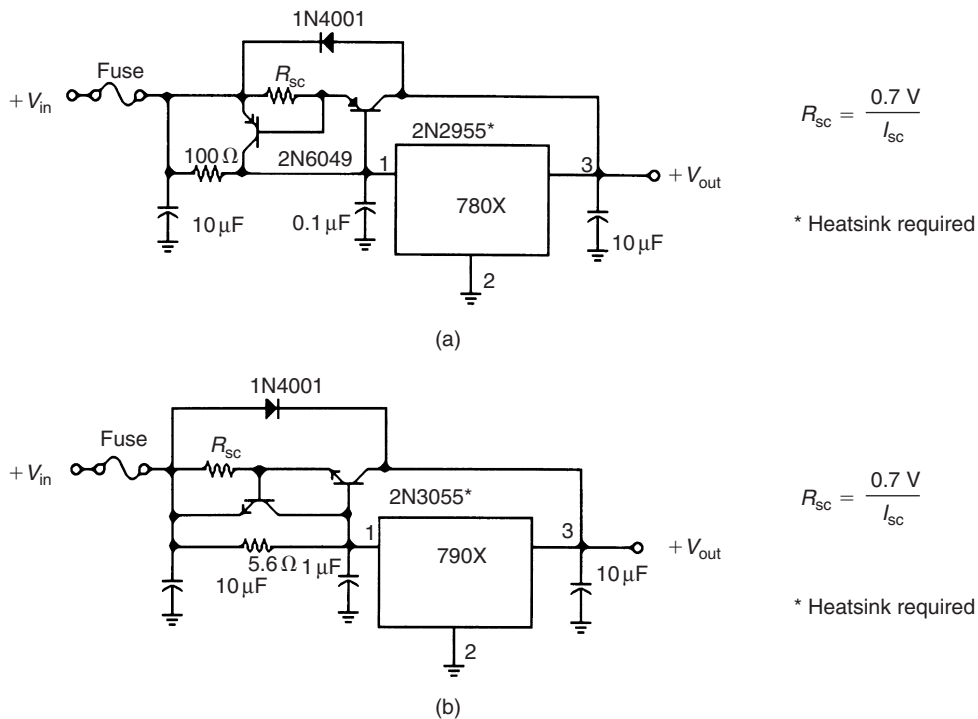 1N4001
Fuse
R_sc
+V_in
R_sc = 0.7 V / I_sc
2N2955*
100 Ω
2N6049
1
3
+V_out
780X
10 μF
0.1 μF
10 μF
* Heatsink required
2
(a)
1N4001
Fuse
R_sc
+V_in
R_sc = 0.7 V / I_sc
2N3055*
1
3
790X
+V_out
5.6 Ω
10 μF
1 μF
10 μF
* Heatsink required
2
(b)